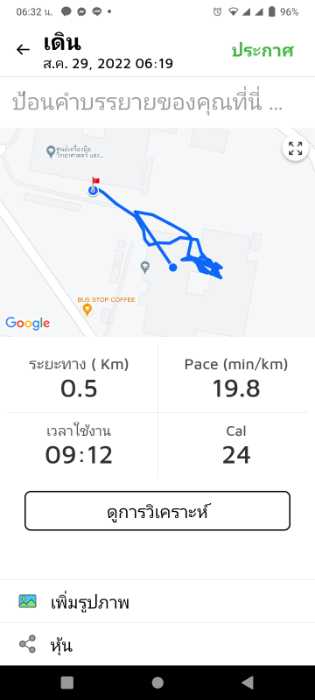 06:32 น.
96%
เดิน
ส.ค. 29, 2022 06:19
ประกาศ
ป้อนคำบรรยายของคุณที่นี่ ...
ศูนย์เครื่องมือ
วิทยาศาสตร์ และ...
BUS STOP COFFEE
Google
ระยะทาง ( Km)
Pace (min/km)
0.5
19.8
เวลาใช้งาน
Cal
09:12
24
ดูการวิเคราะห์
เพิ่มรูปภาพ
หุ้น